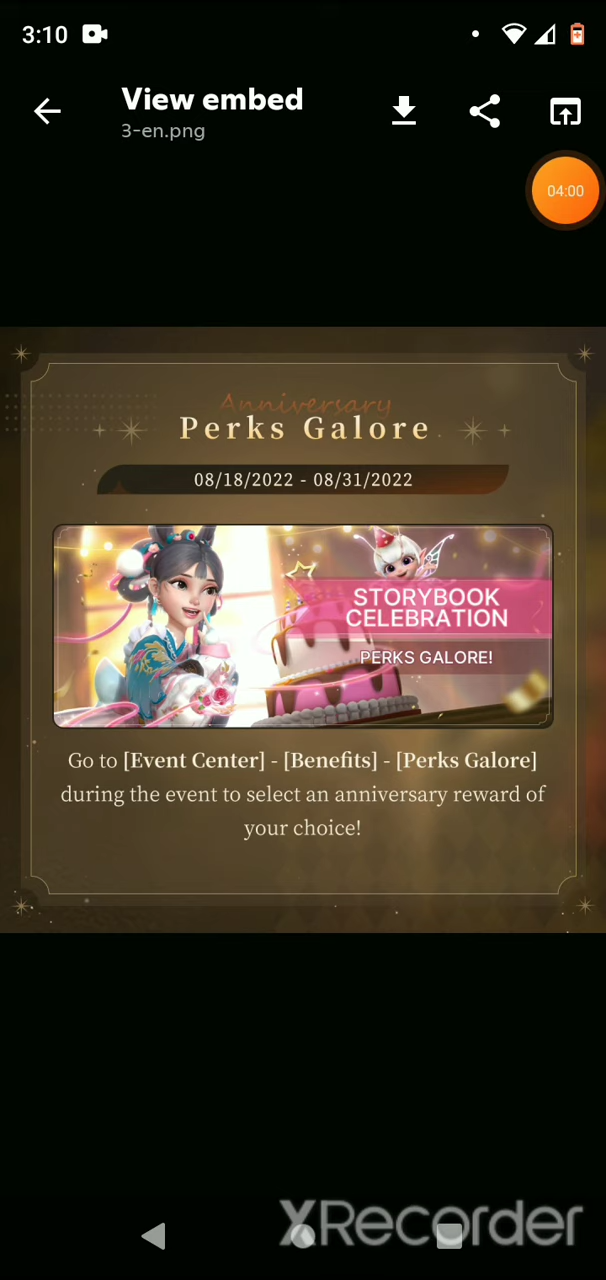 3:10
View embed
3-en.png
04:00
Anniversary
Perks Galore
08/18/2022 - 08/31/2022
STORYBOOK
CELEBRATION
PERKS GALORE!
Go to [Event Center] - [Benefits] - [Perks Galore]
during the event to select an anniversary reward of
your choice!
XRecorder